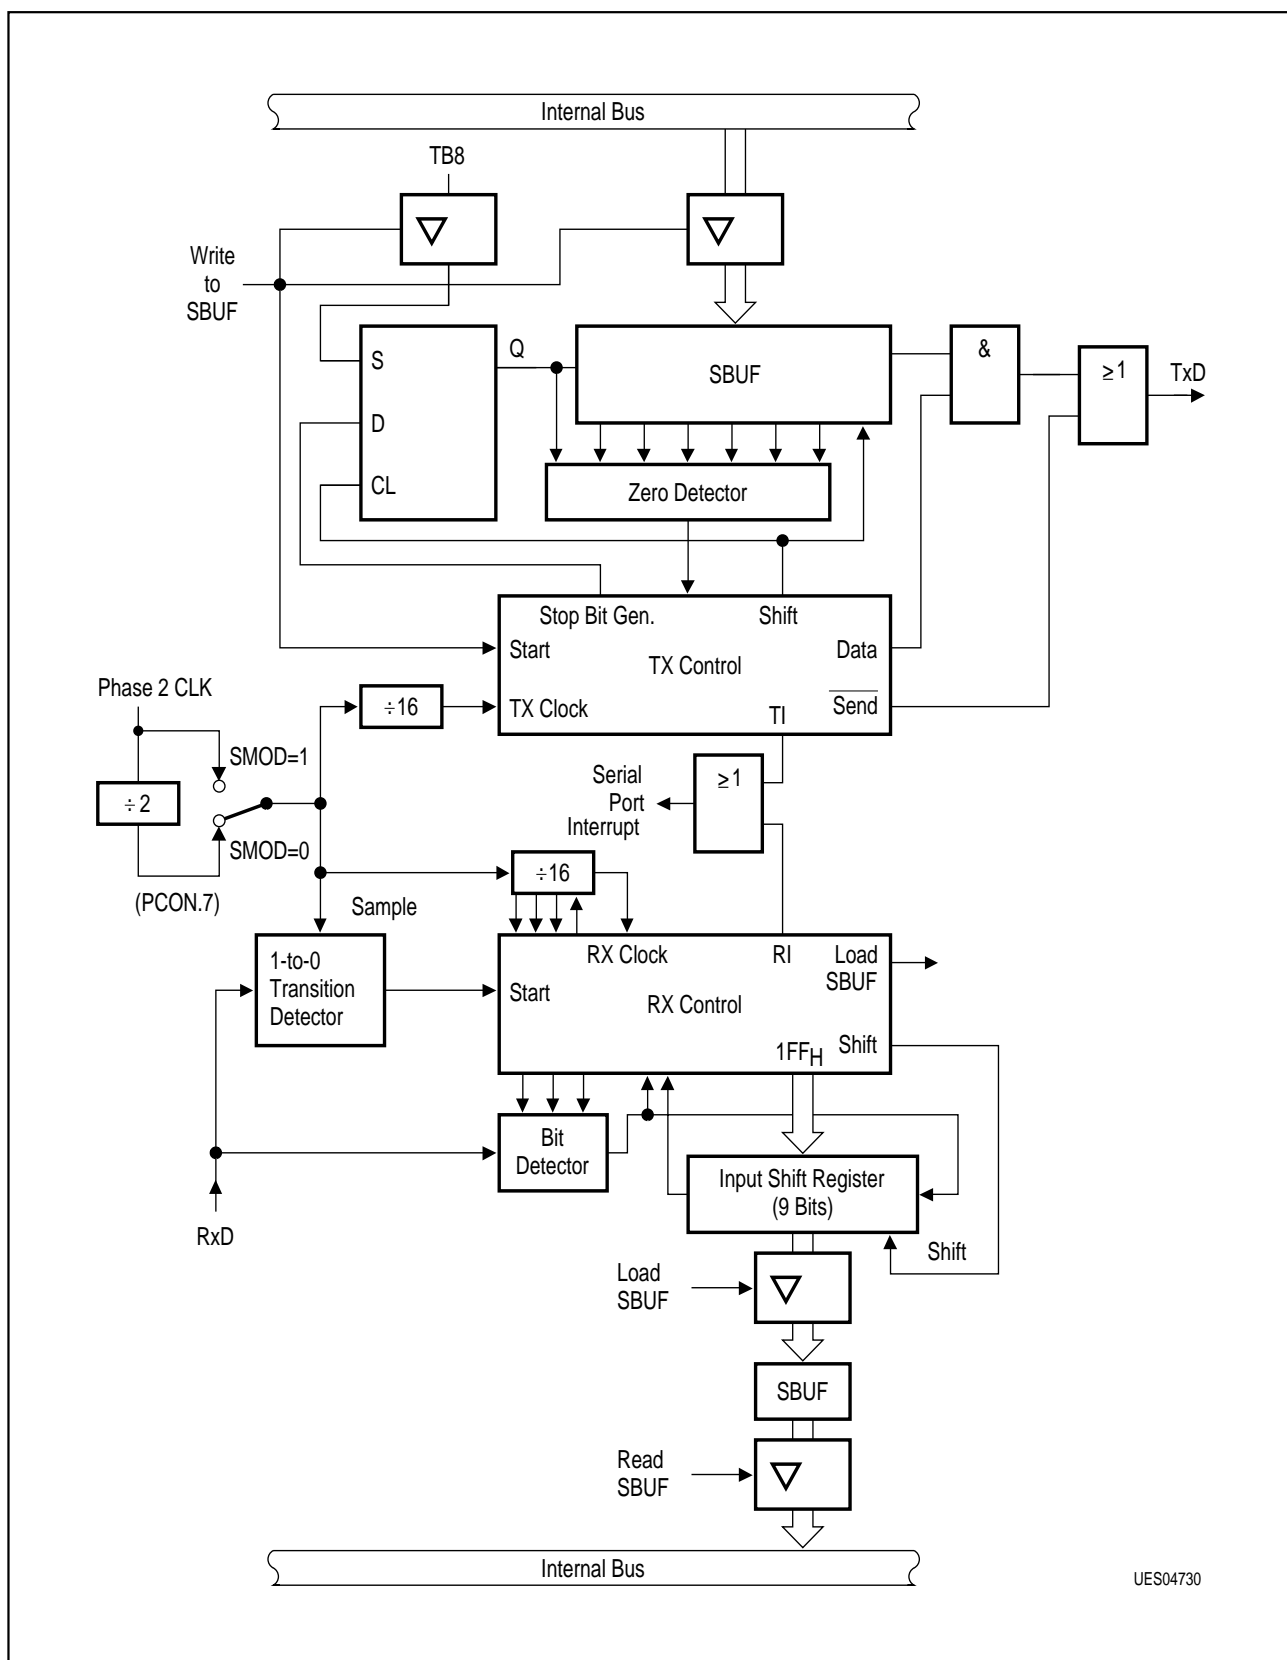 Internal Bus
TB8
Write
to
SBUF
S
D
CL
Q
SBUF
&
≥1
TxD
Zero Detector
Stop Bit Gen.
Shift
Start
TX Control
Data
TX Clock
TI
Send
Phase 2 CLK
÷16
SMOD=1
÷2
SMOD=0
(PCON.7)
Serial
Port
Interrupt
≥1
÷16
Sample
1-to-0
Transition
Detector
RX Clock
RI
Load
SBUF
Start
RX Control
1FFH
Shift
Bit
Detector
Input Shift Register
(9 Bits)
RxD
Shift
Load
SBUF
SBUF
Read
SBUF
Internal Bus
UES04730